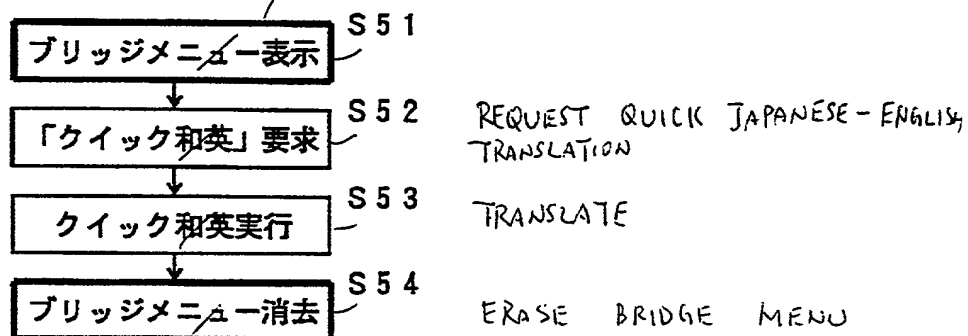 S51
ブリッジメニュー表示
S52
「クイック和英」要求
REQUEST QUICK JAPANESE-ENGLISH
TRANSLATION
S53
クイック和英実行
TRANSLATE
S54
ブリッジメニュー消去
ERASE BRIDGE MENU